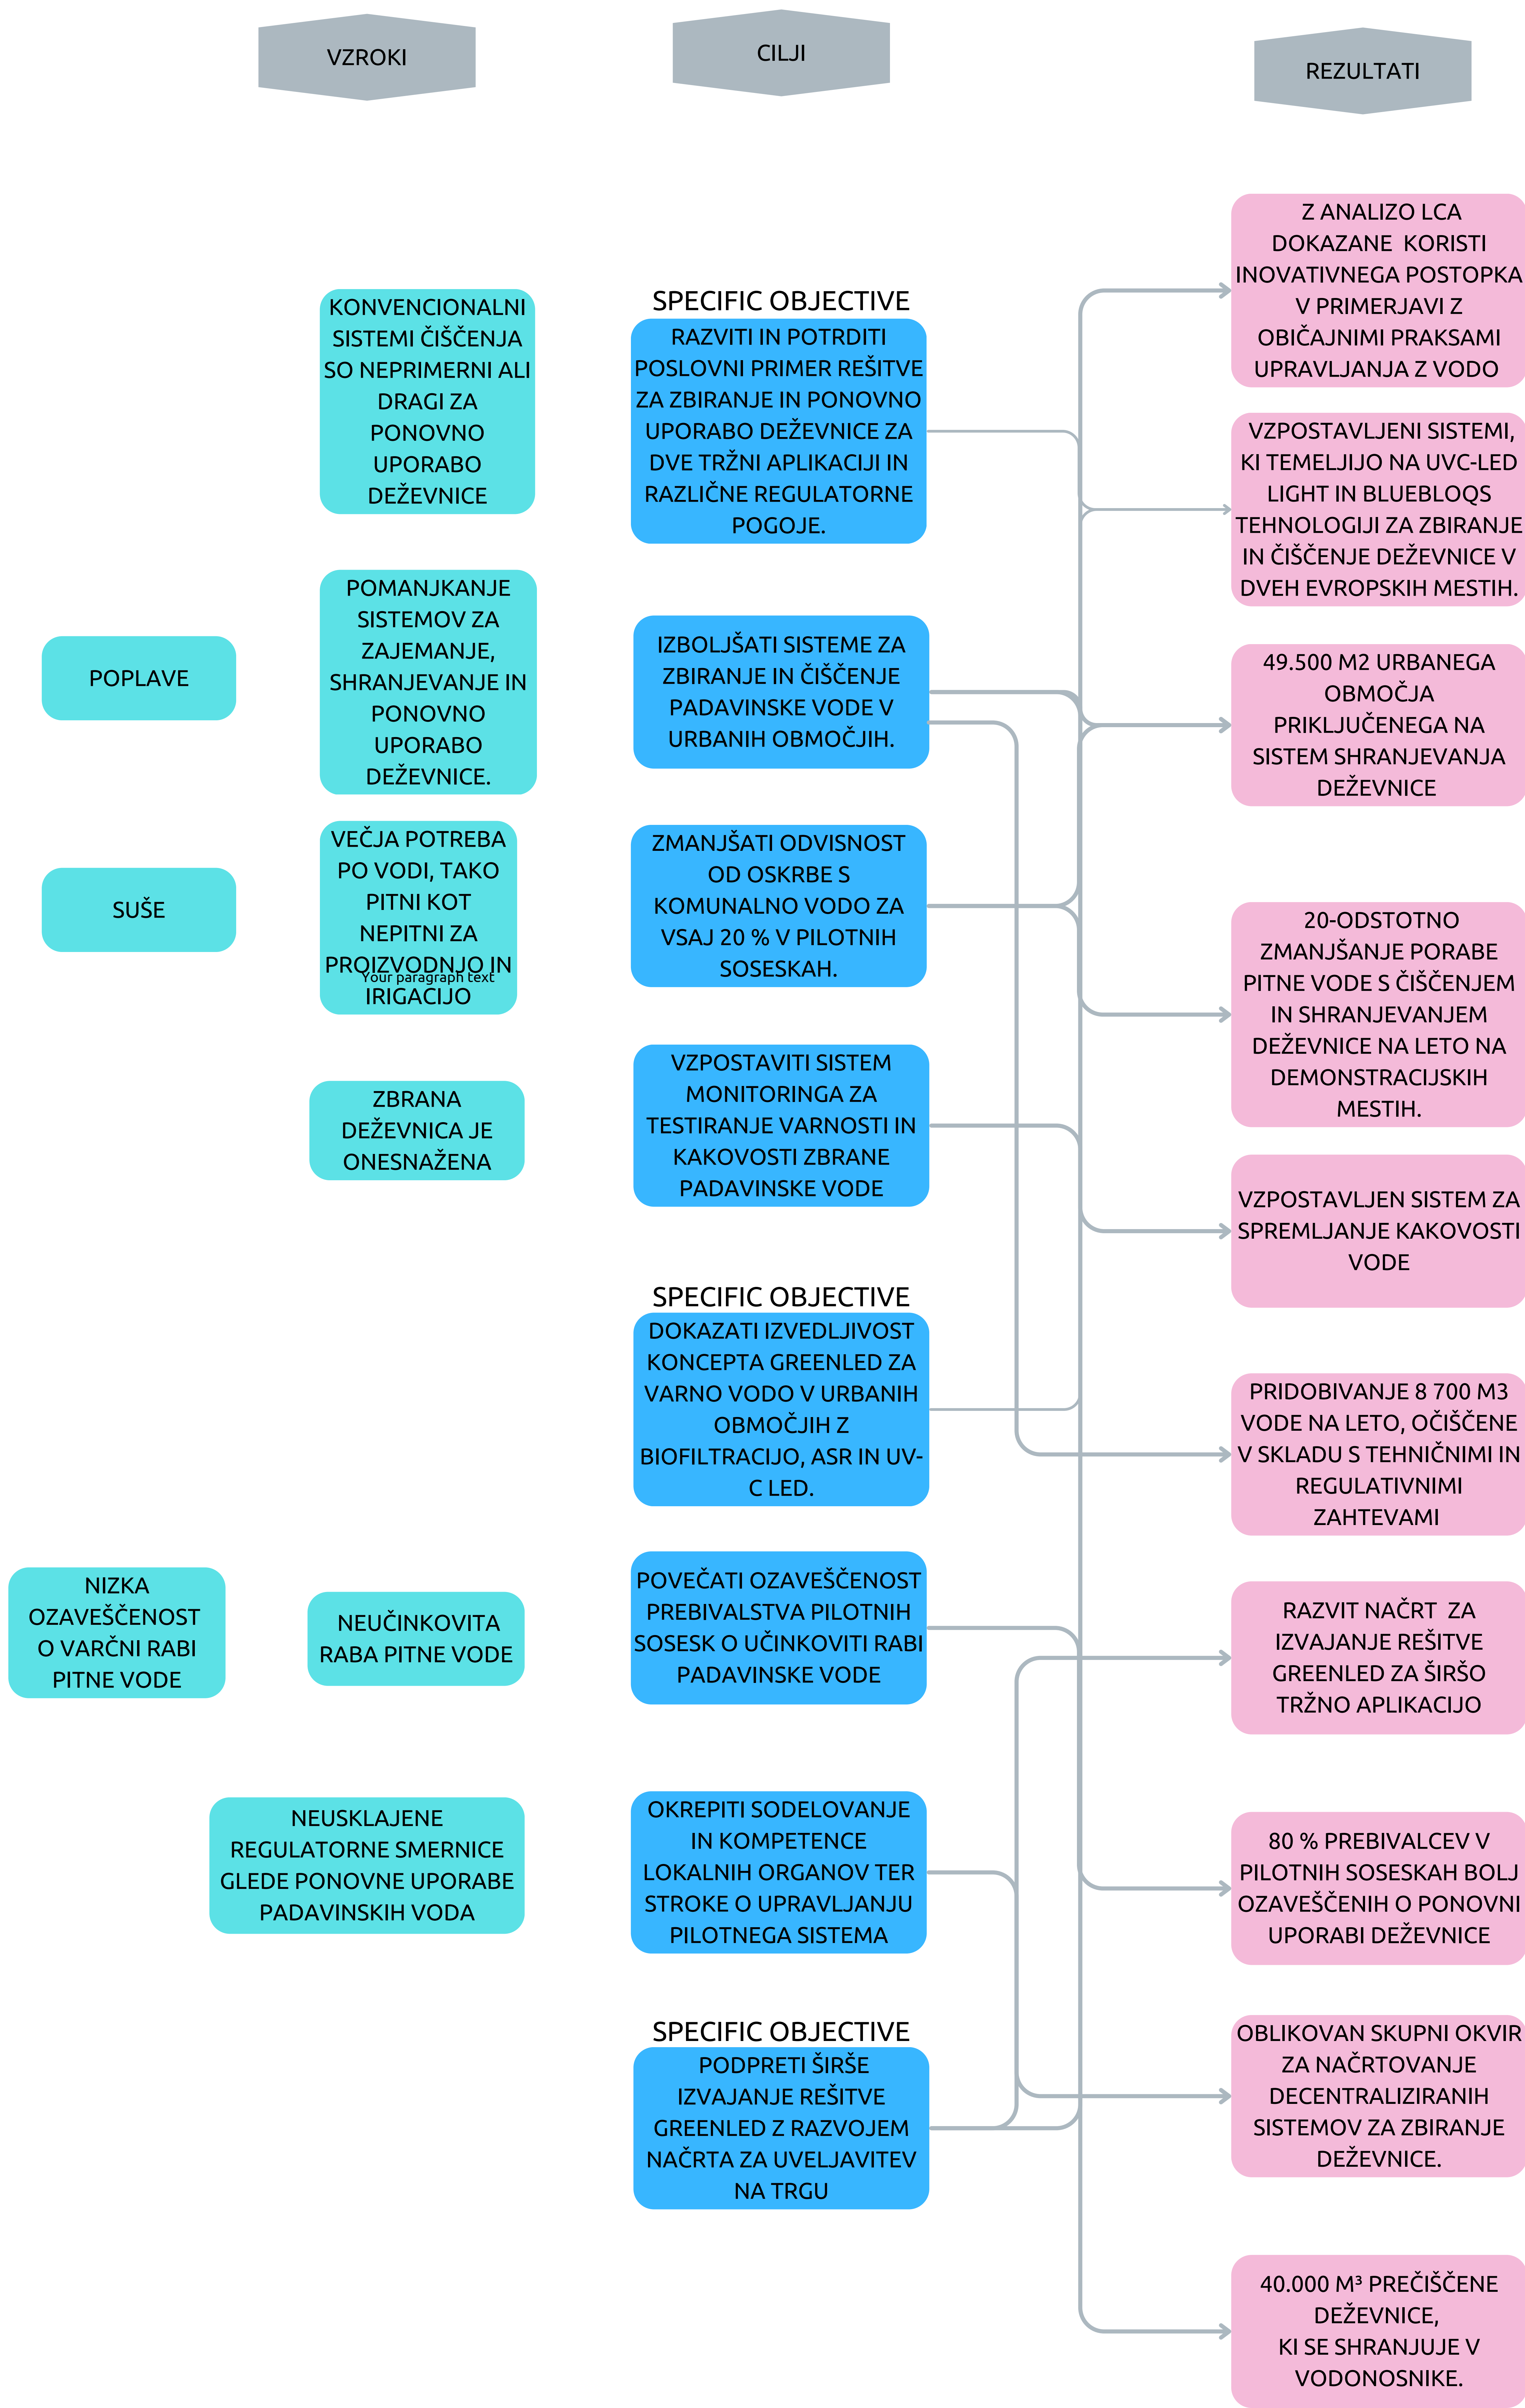 VZROKI
CILJI
REZULTATI
POPLAVE
SUŠE
NIZKA
OZAVEŠČENOST
O VARČNI RABI
PITNE VODE
KONVENCIONALNI
SISTEMI ČIŠČENJA
SO NEPRIMERNI ALI
DRAGI ZA
PONOVNO
UPORABO
DEŽEVNICE
POMANJKANJE
SISTEMOV ZA
ZAJEMANJE,
SHRANJEVANJE IN
PONOVNO
UPORABO
DEŽEVNICE.
VEČJA POTREBA
PO VODI, TAKO
PITNI KOT
NEPITNI ZA
PROIZVODNJO IN
Your paragraph text
IRIGACIJO
ZBRANA
DEŽEVNICA JE
ONESNAŽENA
NEUČINKOVITA
RABA PITNE VODE
NEUSKLAJENE
REGULATORNE SMERNICE
GLEDE PONOVNE UPORABE
PADAVINSKIH VODA
SPECIFIC OBJECTIVE
RAZVITI IN POTRDITI
POSLOVNI PRIMER REŠITVE
ZA ZBIRANJE IN PONOVNO
UPORABO DEŽEVNICE ZA
DVE TRŽNI APLIKACIJI IN
RAZLIČNE REGULATORNE
POGOJE.
IZBOLJŠATI SISTEME ZA
ZBIRANJE IN ČIŠČENJE
PADAVINSKE VODE V
URBANIH OBMOČJIH.
ZMANJŠATI ODVISNOST
OD OSKRBE S
KOMUNALNO VODO ZA
VSAJ 20 % V PILOTNIH
SOSESKAH.
VZPOSTAVITI SISTEM
MONITORINGA ZA
TESTIRANJE VARNOSTI IN
KAKOVOSTI ZBRANE
PADAVINSKE VODE
SPECIFIC OBJECTIVE
DOKAZATI IZVEDLJIVOST
KONCEPTA GREENLED ZA
VARNO VODO V URBANIH
OBMOČJIH Z
BIOFILTRACIJO, ASR IN UV-
C LED.
POVEČATI OZAVEŠČENOST
PREBIVALSTVA PILOTNIH
SOSESK O UČINKOVITI RABI
PADAVINSKE VODE
OKREPITI SODELOVANJE
IN KOMPETENCE
LOKALNIH ORGANOV TER
STROKE O UPRAVLJANJU
PILOTNEGA SISTEMA
SPECIFIC OBJECTIVE
PODPRETI ŠIRŠE
IZVAJANJE REŠITVE
GREENLED Z RAZVOJEM
NAČRTA ZA UVELJAVITEV
NA TRGU
Z ANALIZO LCA
DOKAZANE KORISTI
INOVATIVNEGA POSTOPKA
V PRIMERJAVI Z
OBIČAJNIMI PRAKSAMI
UPRAVLJANJA Z VODO
VZPOSTAVLJENI SISTEMI,
KI TEMELJIJO NA UVC-LED
LIGHT IN BLUEBLOQS
TEHNOLOGIJI ZA ZBIRANJE
IN ČIŠČENJE DEŽEVNICE V
DVEH EVROPSKIH MESTIH.
49.500 M2 URBANEGA
OBMOČJA
PRIKLJUČENEGA NA
SISTEM SHRANJEVANJA
DEŽEVNICE
20-ODSTOTNO
ZMANJŠANJE PORABE
PITNE VODE S ČIŠČENJEM
IN SHRANJEVANJEM
DEŽEVNICE NA LETO NA
DEMONSTRACIJSKIH
MESTIH.
VZPOSTAVLJEN SISTEM ZA
SPREMLJANJE KAKOVOSTI
VODE
PRIDOBIVANJE 8 700 M3
VODE NA LETO, OČIŠČENE
V SKLADU S TEHNIČNIMI IN
REGULATIVNIMI
ZAHTEVAMI
RAZVIT NAČRT ZA
IZVAJANJE REŠITVE
GREENLED ZA ŠIRŠO
TRŽNO APLIKACIJO
80 % PREBIVALCEV V
PILOTNIH SOSESKAH BOLJ
OZAVEŠČENIH O PONOVNI
UPORABI DEŽEVNICE
OBLIKOVAN SKUPNI OKVIR
ZA NAČRTOVANJE
DECENTRALIZIRANIH
SISTEMOV ZA ZBIRANJE
DEŽEVNICE.
40.000 M³ PREČIŠČENE
DEŽEVNICE,
KI SE SHRANJUJE V
VODONOSNIKE.